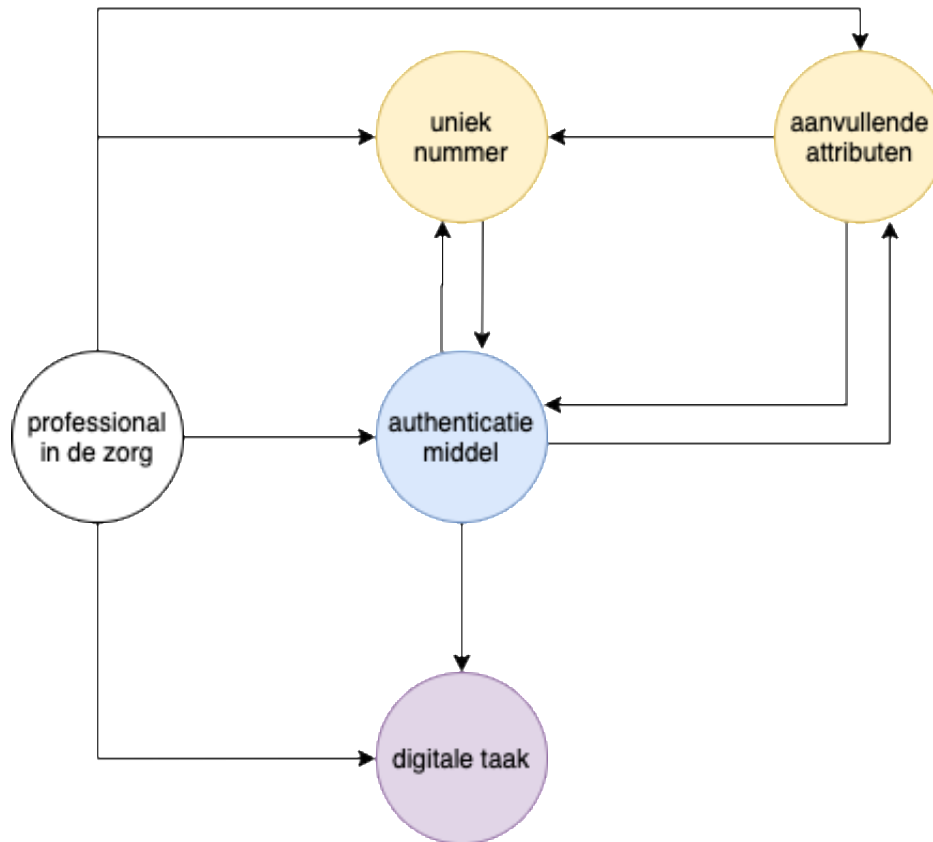 uniek
nummer
aanvullende
attributen
professional
in de zorg
authenticatie
middel
digitale taak